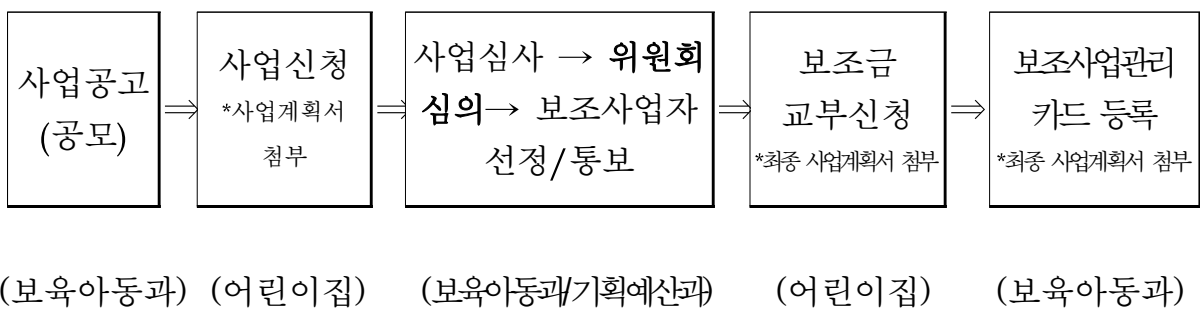 사업공고
(공모)
⇒
사업신청
*사업계획서
첨부
⇒
사업심사 → 위원회
심의→ 보조사업자
선정/통보
⇒
보조금
교부신청
*최종 사업계획서 첨부
⇒
보조사업관리
카드 등록
*최종 사업계획서 첨부
(보육아동과)
(어린이집)
(보육아동과/기획예산과)
(어린이집)
(보육아동과)